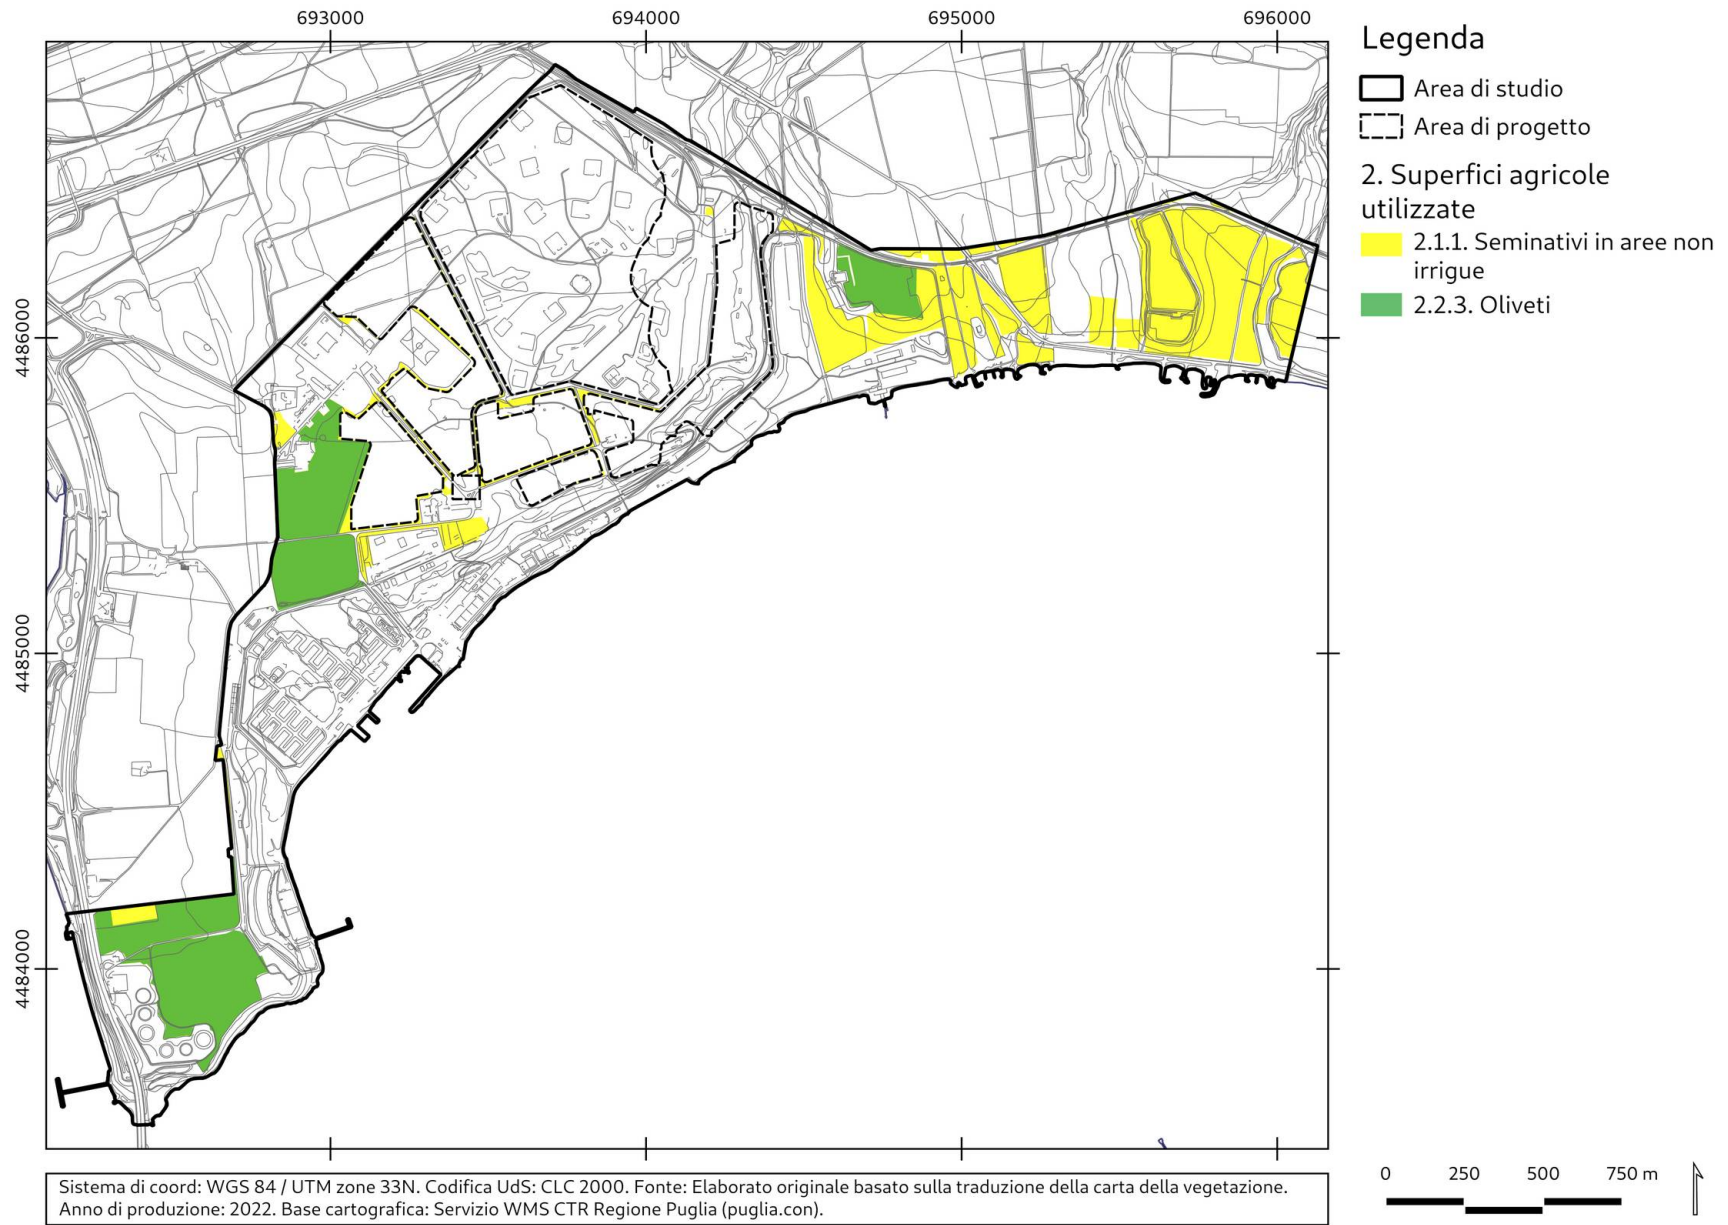 693000 694000 695000 696000
Legenda
Area di studio
Area di progetto
2. Superfici agricole
utilizzate
2.1.1. Seminativi in aree non
irrigue
2.2.3. Oliveti
4486000
4485000
4484000
0 250 500 750 m
Sistema di coord: WGS 84 / UTM zone 33N. Codifica UdS: CLC 2000. Fonte: Elaborato originale basato sulla traduzione della carta della vegetazione.
Anno di produzione: 2022. Base cartografica: Servizio WMS CTR Regione Puglia (puglia.con).